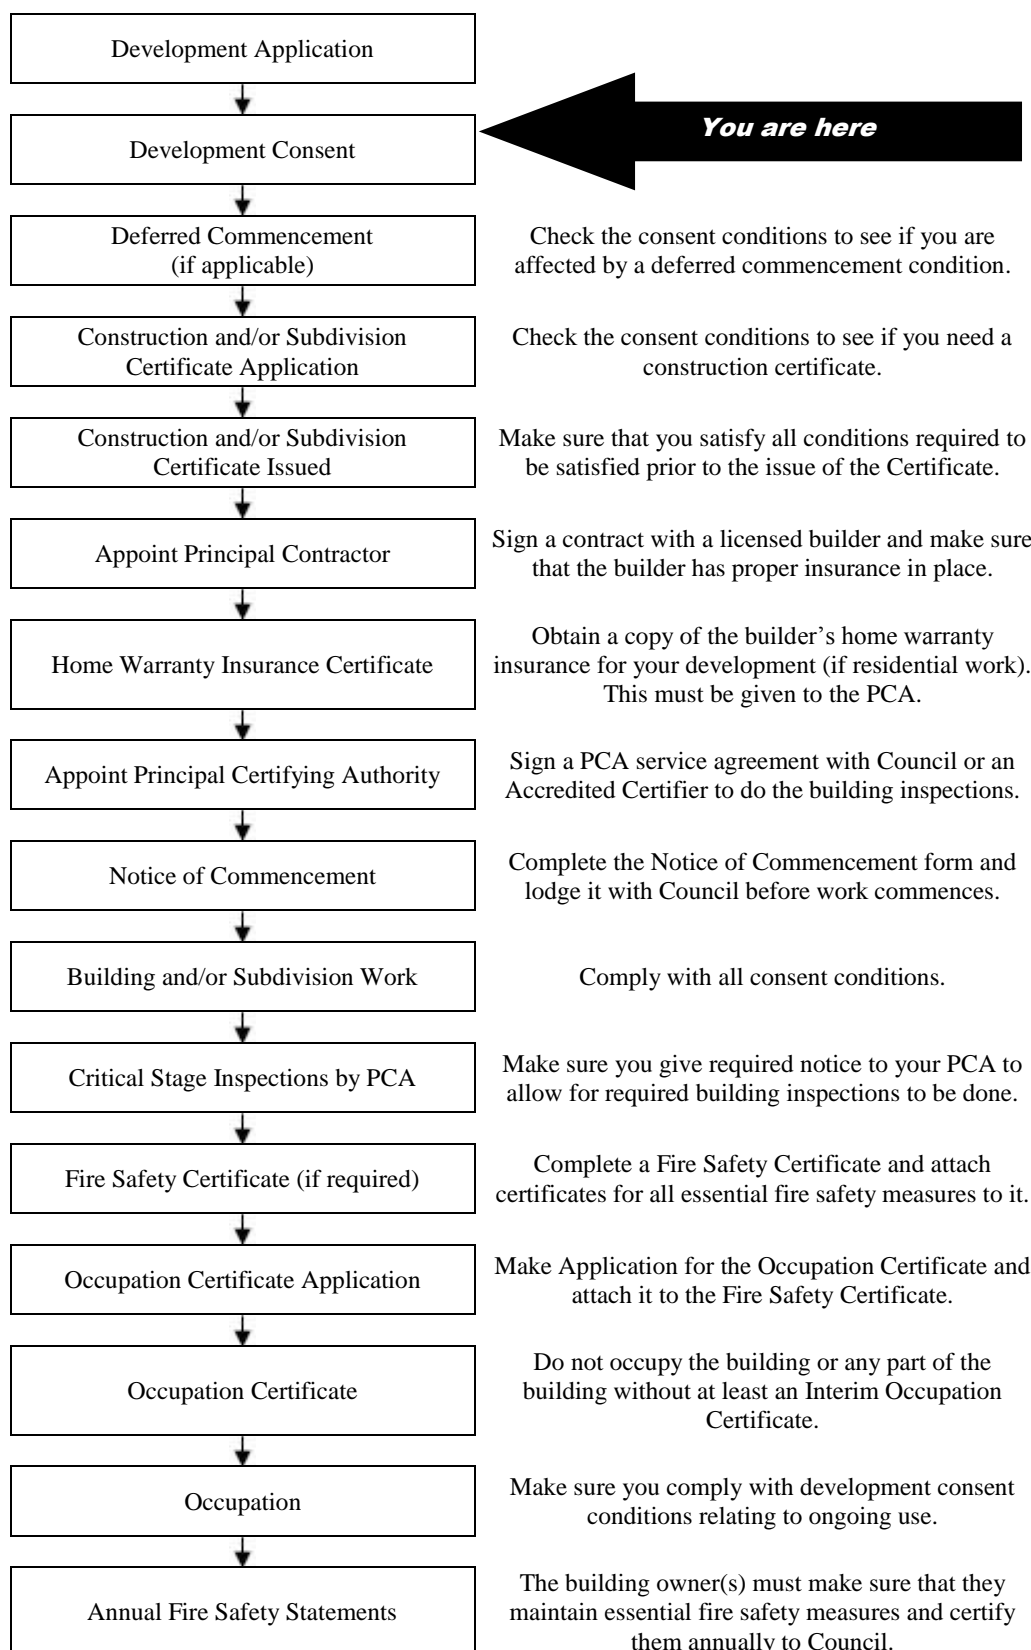 Development Application
You are here
Development Consent
Deferred Commencement
(if applicable)
Check the consent conditions to see if you are
affected by a deferred commencement condition.
Construction and/or Subdivision
Certificate Application
Check the consent conditions to see if you need a
construction certificate.
Construction and/or Subdivision
Certificate Issued
Make sure that you satisfy all conditions required to
be satisfied prior to the issue of the Certificate.
Appoint Principal Contractor
Sign a contract with a licensed builder and make sure
that the builder has proper insurance in place.
Home Warranty Insurance Certificate
Obtain a copy of the builder’s home warranty
insurance for your development (if residential work).
This must be given to the PCA.
Appoint Principal Certifying Authority
Sign a PCA service agreement with Council or an
Accredited Certifier to do the building inspections.
Notice of Commencement
Complete the Notice of Commencement form and
lodge it with Council before work commences.
Building and/or Subdivision Work
Comply with all consent conditions.
Critical Stage Inspections by PCA
Make sure you give required notice to your PCA to
allow for required building inspections to be done.
Fire Safety Certificate (if required)
Complete a Fire Safety Certificate and attach
certificates for all essential fire safety measures to it.
Occupation Certificate Application
Make Application for the Occupation Certificate and
attach it to the Fire Safety Certificate.
Occupation Certificate
Do not occupy the building or any part of the
building without at least an Interim Occupation
Certificate.
Occupation
Make sure you comply with development consent
conditions relating to ongoing use.
Annual Fire Safety Statements
The building owner(s) must make sure that they
maintain essential fire safety measures and certify
them annually to Council.